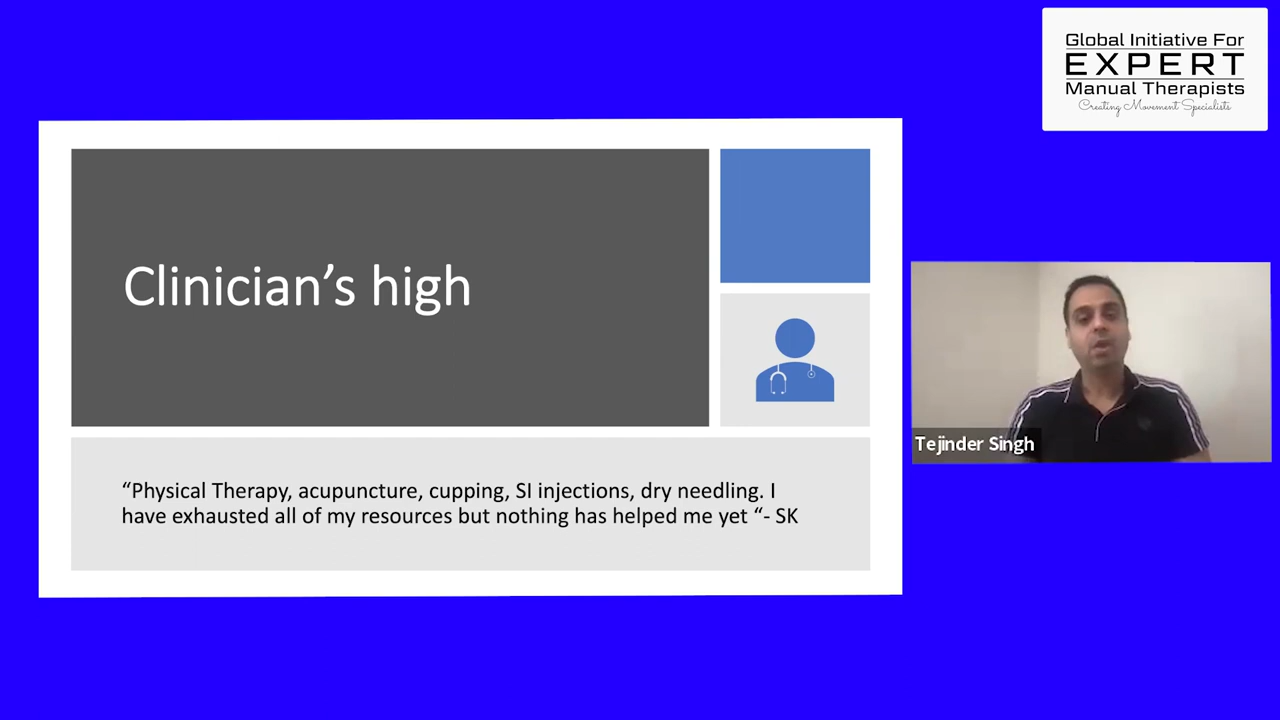 Global Initiative For
EXPERT
Manual Therapists
Creating Movement Specialists
Clinician’s high
“Physical Therapy, acupuncture, cupping, SI injections, dry needling. I
have exhausted all of my resources but nothing has helped me yet “- SK
Tejinder Singh